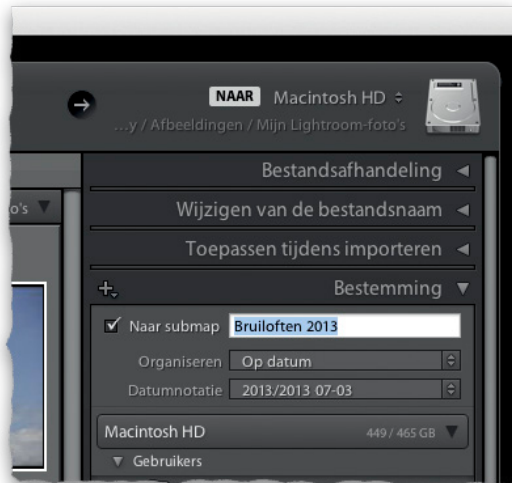 NAAR Macintosh HD
…y / Afbeeldingen / Mijn Lightroom-foto's
Bestandsafhandeling
Wijzigen van de bestandsnaam
o's
Toepassen tijdens importeren
Bestemming
Naar submap Bruiloften 2013
Organiseren Op datum
Datumnotatie 2013/2013 07-03
Macintosh HD 449 / 465 GB
Gebruikers